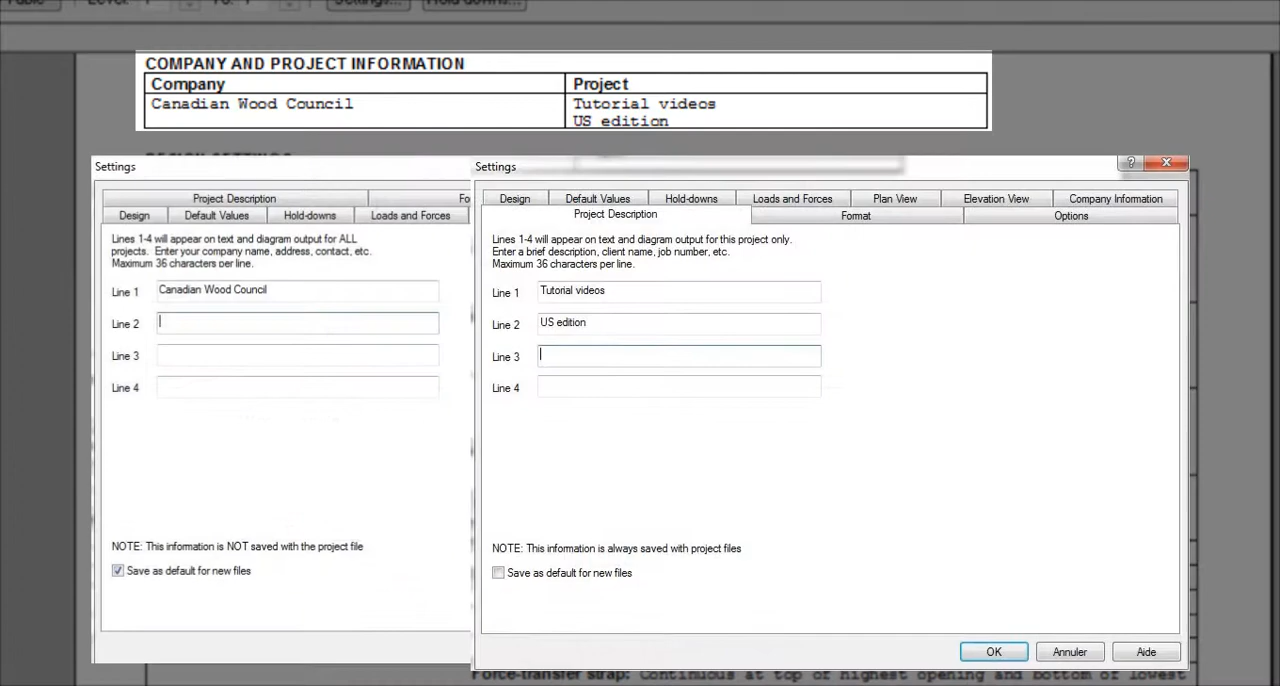 Level:
Settings...
Hold-downs...
COMPANY AND PROJECT INFORMATION
Company Project
Canadian Wood Council Tutorial videos
US edition
DESIGN SETTINGS
Settings
Project Description
Design Default Values Hold-downs Loads and Forces
Lines 1-4 will appear on text and diagram output for ALL
projects. Enter your company name, address, contact, etc.
Maximum 36 characters per line.
Line 1 Canadian Wood Council
Line 2
Line 3
Line 4
NOTE: This information is NOT saved with the project file
Save as default for new files
Settings
Design Default Values Hold-downs Loads and Forces Plan View Elevation View Company Information
Project Description Format Options
Lines 1-4 will appear on text and diagram output for this project only.
Enter a brief description, client name, job number, etc.
Maximum 36 characters per line.
Line 1 Tutorial videos
Line 2 US edition
Line 3
Line 4
NOTE: This information is always saved with project files
Save as default for new files
OK Annuler Aide
Force-transfer strap: Continuous at top of highest opening and bottom of lowest